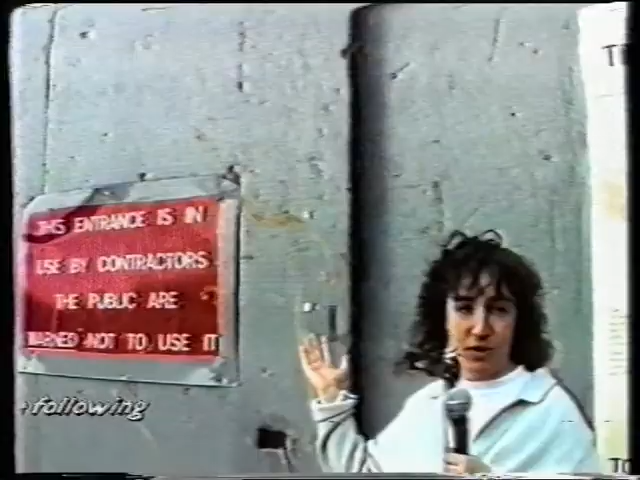 THIS ENTRANCE IS IN
USE BY CONTRACTORS
THE PUBLIC ARE
WARNED NOT TO USE IT
following